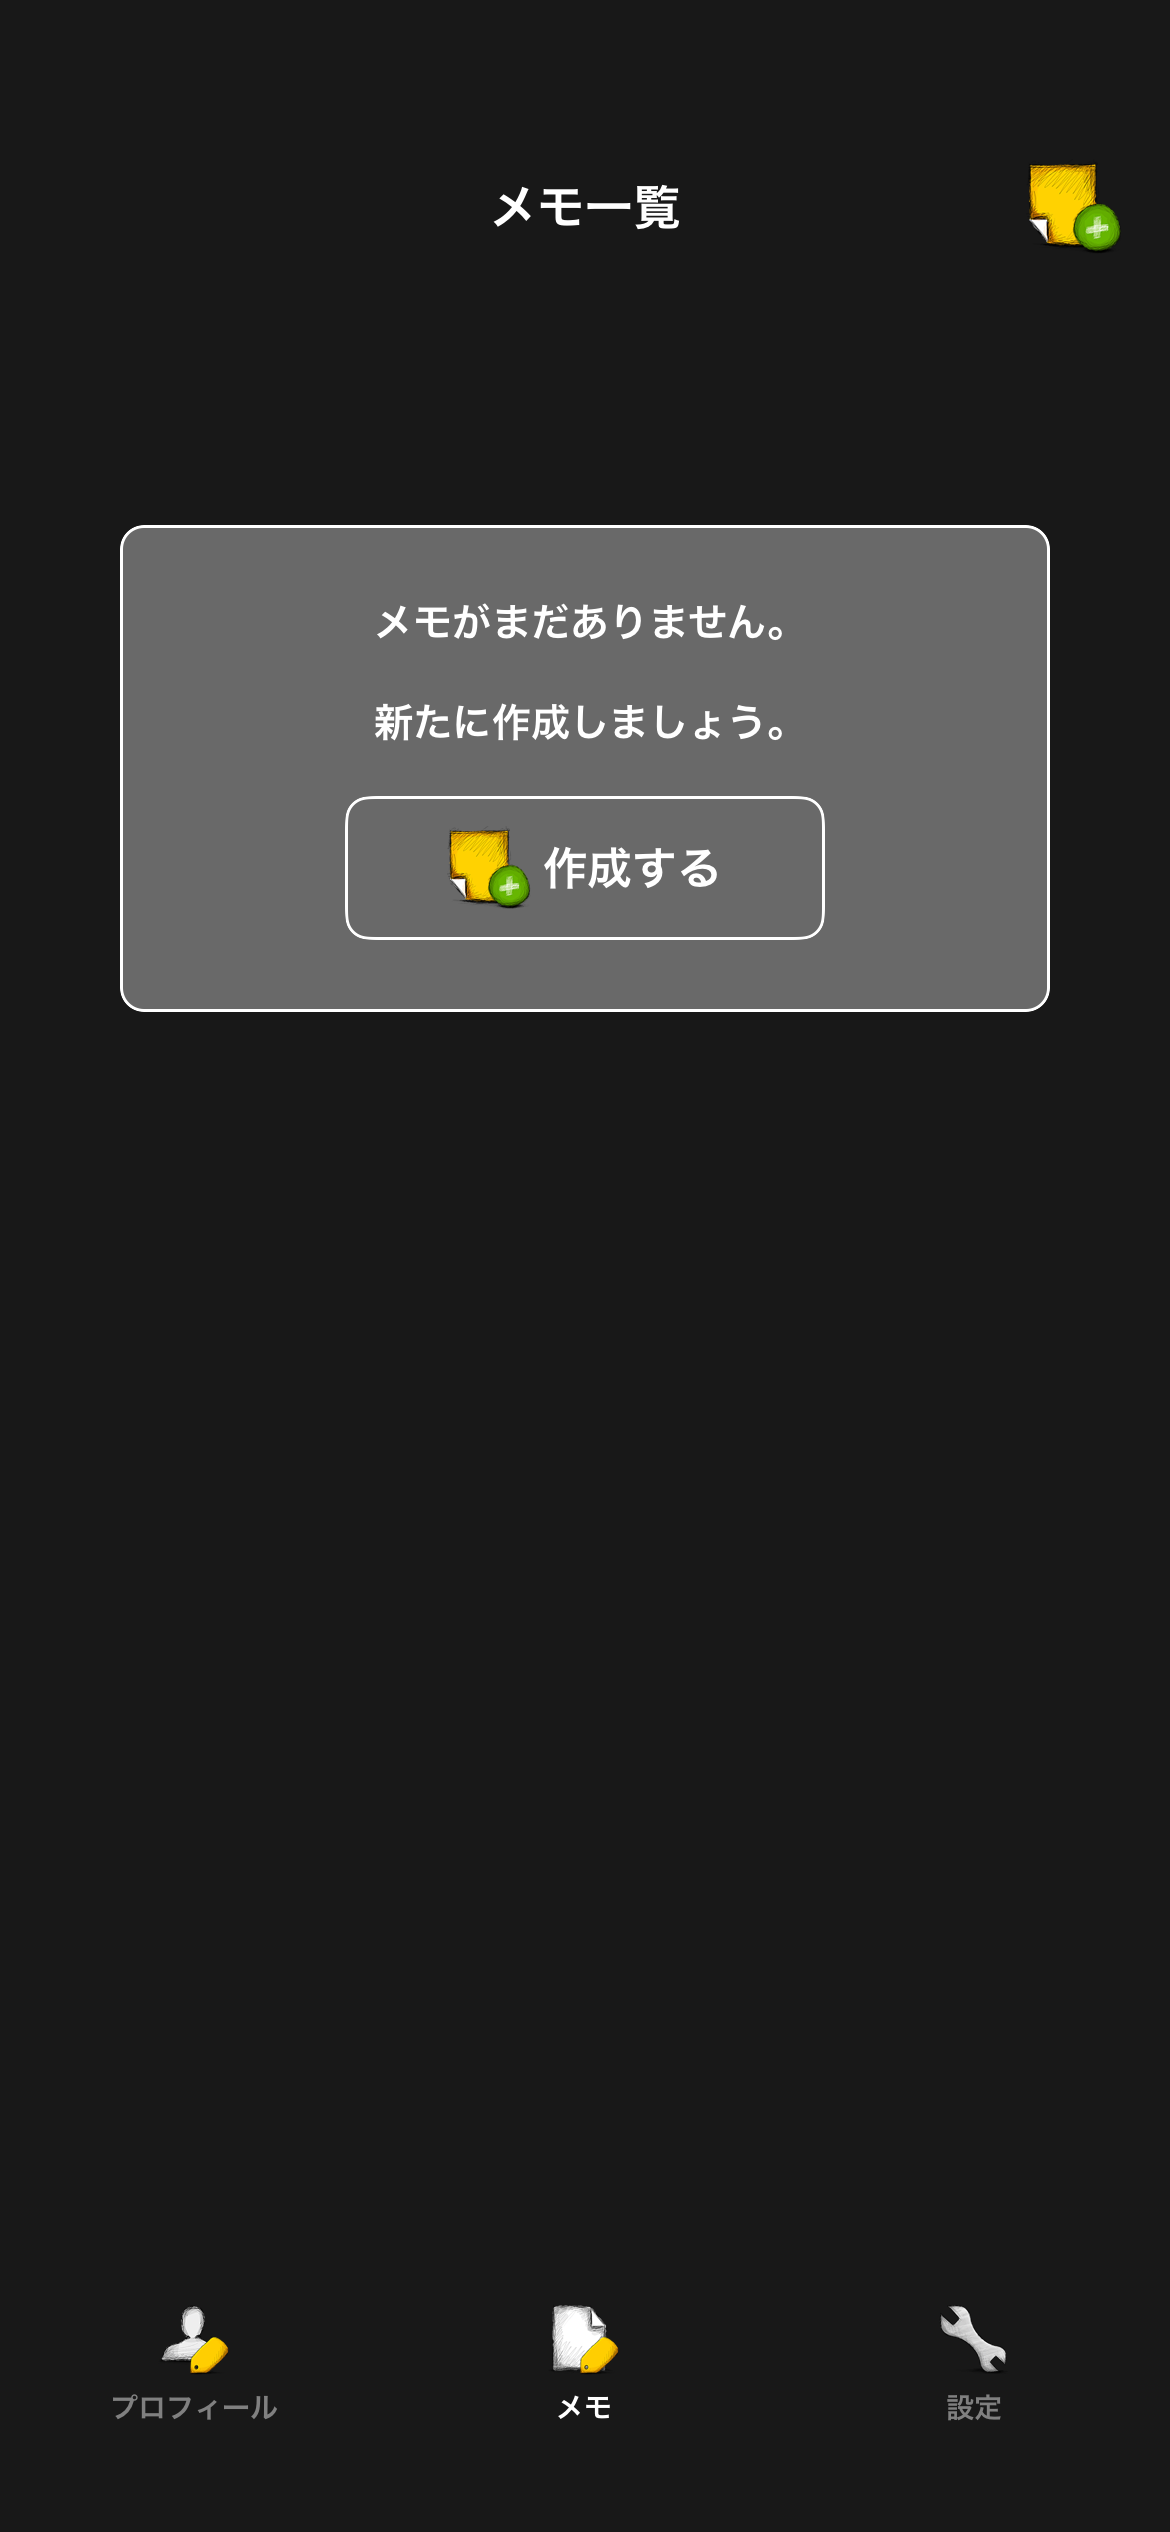 メモ一覧
メモがまだありません。
新たに作成しましょう。
作成する
プロフィール
メモ
設定